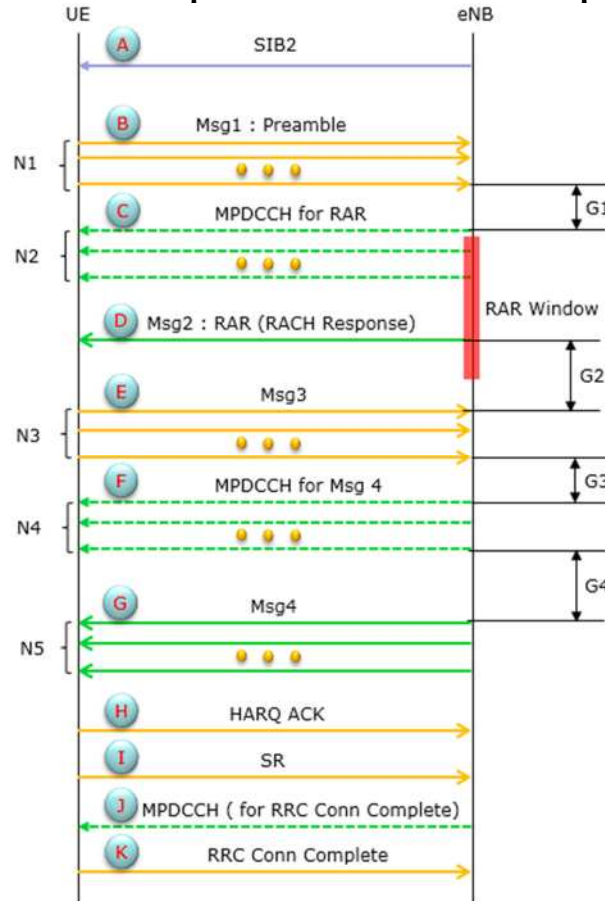 UE eNB
A SIB2
B Msg1 : Preamble
N1
G1
C MPDCCH for RAR
N2
RAR Window
D Msg2 : RAR (RACH Response)
G2
E Msg3
N3
G3
F MPDCCH for Msg 4
N4
G4
G Msg4
N5
H HARQ ACK
I SR
J MPDCCH ( for RRC Conn Complete)
K RRC Conn Complete